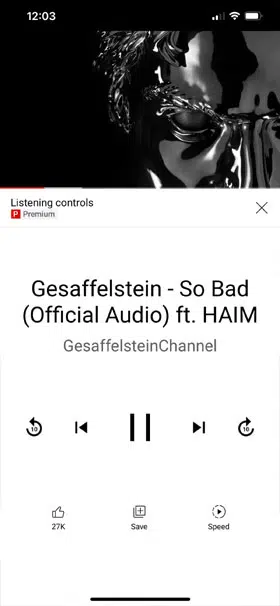 12:03
Listening controls
P Premium
Gesaffelstein - So Bad
(Official Audio) ft. HAIM
GesaffelsteinChannel
10
10
27K
Save
Speed